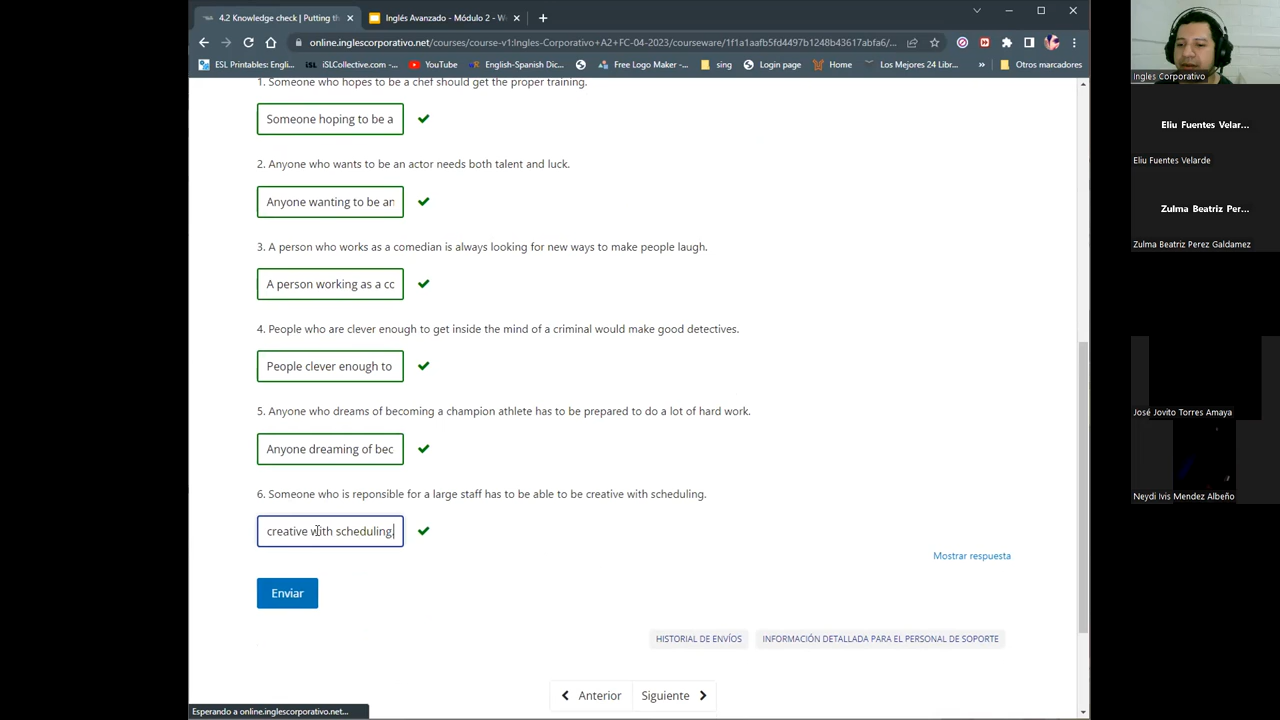 4.2 Knowledge check | Putting th
Inglés Avanzado - Módulo 2 - W
online.inglescorporativo.net/courses/course-v1:Ingles-Corporativo+A2+FC-04-2023/courseware/1f1a1aafb5fd4497b1248b43617abfa6/...
ESL Printables: Engli...
iSLCollective.com -...
YouTube
English-Spanish Dic...
Free Logo Maker -...
sing
Login page
Home
Los Mejores 24 Libr...
»
Otros marcadores
1. Someone who hopes to be a chef should get the proper training.
Someone hoping to be a
2. Anyone who wants to be an actor needs both talent and luck.
Anyone wanting to be an
3. A person who works as a comedian is always looking for new ways to make people laugh.
A person working as a co
4. People who are clever enough to get inside the mind of a criminal would make good detectives.
People clever enough to
5. Anyone who dreams of becoming a champion athlete has to be prepared to do a lot of hard work.
Anyone dreaming of bec
6. Someone who is reponsible for a large staff has to be able to be creative with scheduling.
creative with scheduling.
Mostrar respuesta
Enviar
HISTORIAL DE ENVÍOS
INFORMACIÓN DETALLADA PARA EL PERSONAL DE SOPORTE
Anterior
Siguiente
Esperando a online.inglescorporativo.net...
Ingles Corporativo
Eliu Fuentes Velar...
Eliu Fuentes Velarde
Zulma Beatriz Per...
Zulma Beatriz Perez Galdamez
José Jovito Torres Amaya
Neydi Ivis Mendez Albeño